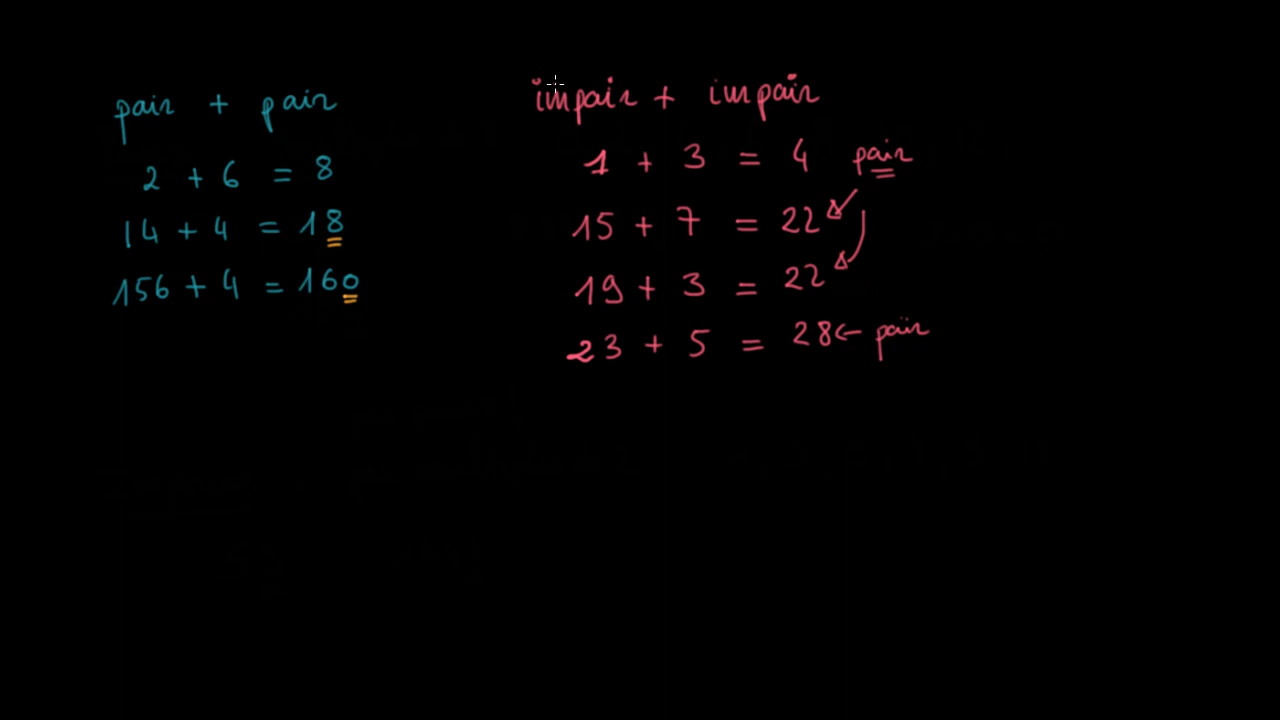 pair + pair
2 + 6 = 8
14 + 4 = 18
156 + 4 = 160
impair + impair
1 + 3 = 4 pair
15 + 7 = 22
19 + 3 = 22
23 + 5 = 28 ← pair